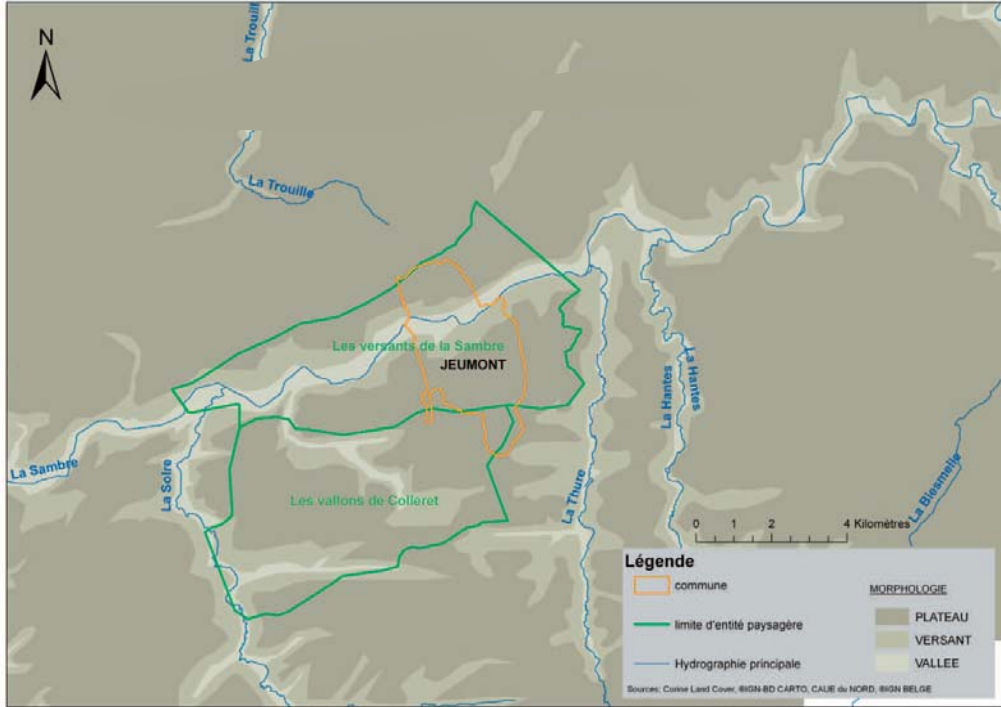 La Trouille
N
La Trouille
Les versants de la Sambre
JEUMONT
La Sambre
La Solre
Les vallons de Colleret
La Thure
La Hantes
La Hantes
La Biesmelle
0 1 2 4 Kilomètres
Légende
commune
limite d'entité paysagère
Hydrographie principale
MORPHOLOGIE
PLATEAU
VERSANT
VALLEE
Sources: Corine Land Cover, ®IGN-BD CARTO, CAUE du NORD, ®IGN BELGE